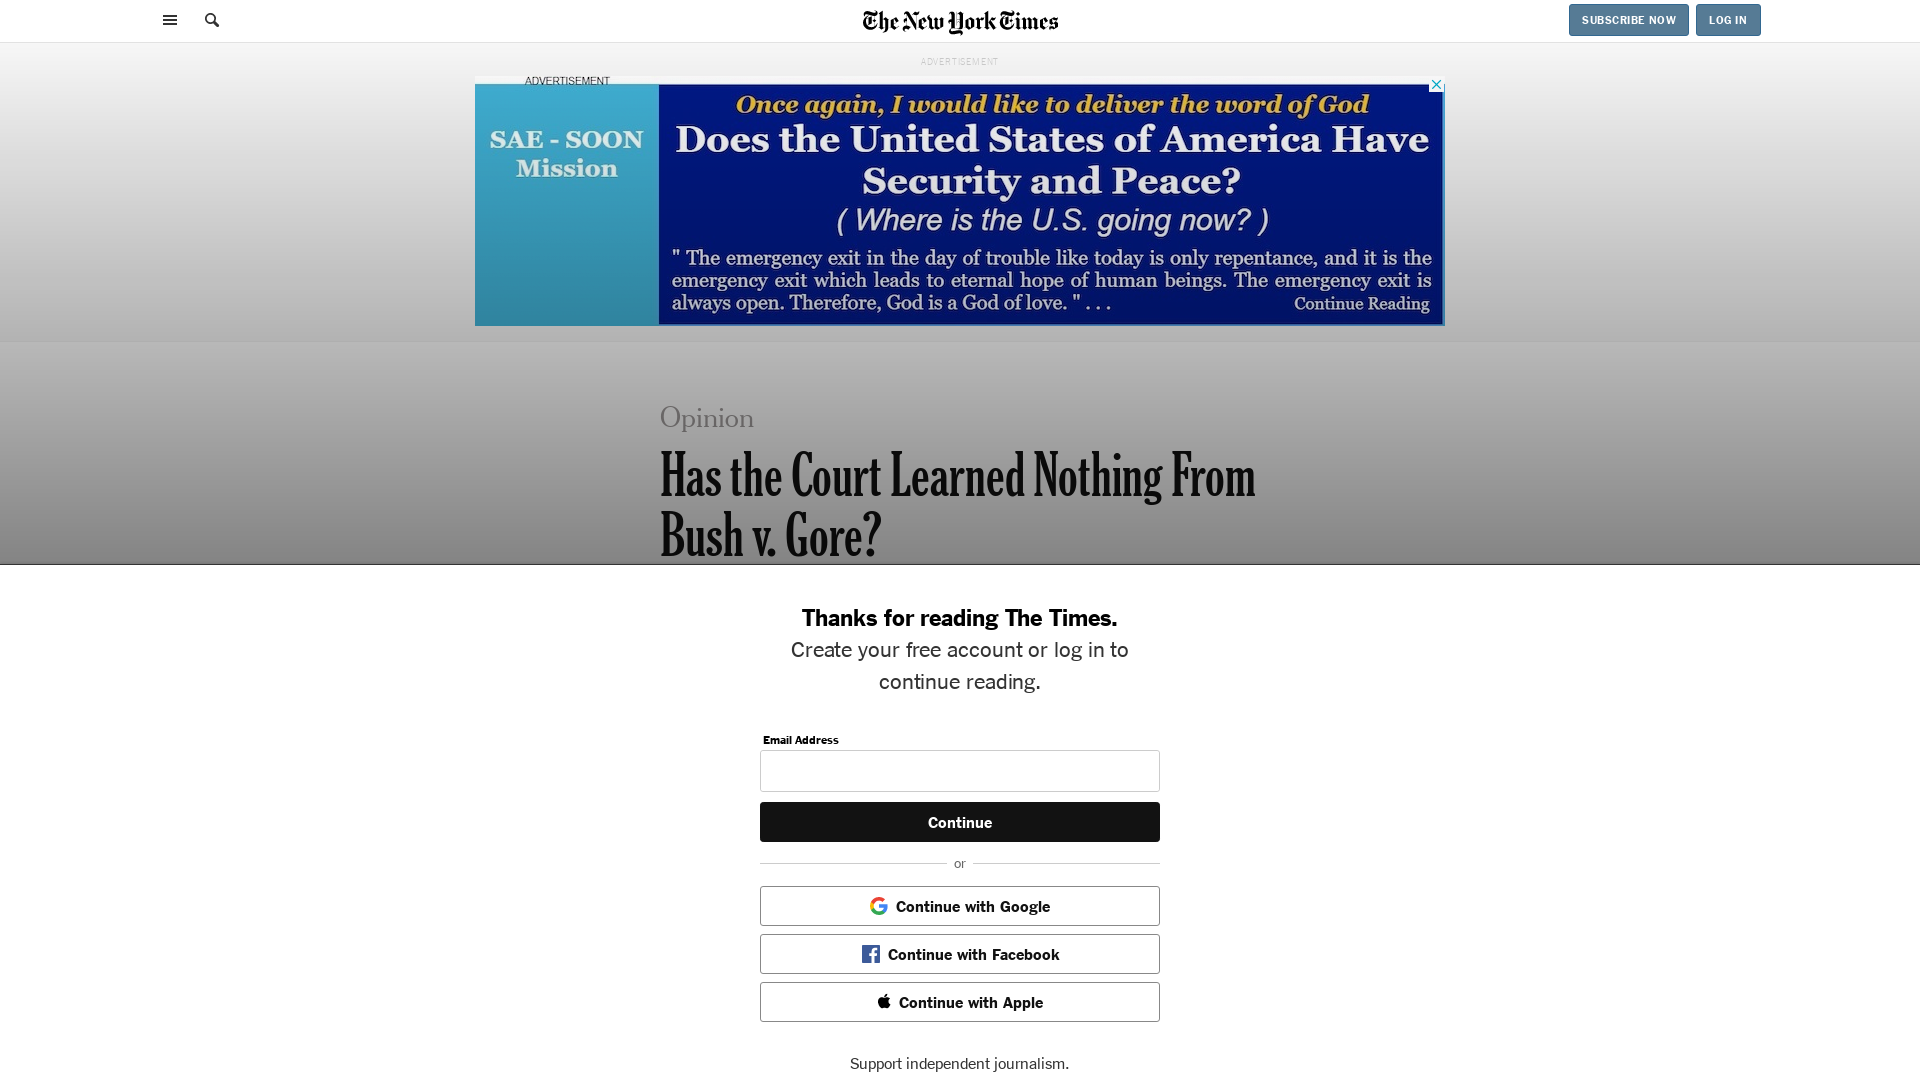 The New York Times
SUBSCRIBE NOW
LOG IN
ADVERTISEMENT
ADVERTISEMENT
SAE - SOON
Mission
Once again, I would like to deliver the word of God
Does the United States of America Have
Security and Peace?
( Where is the U.S. going now? )
" The emergency exit in the day of trouble like today is only repentance, and it is the
emergency exit which leads to eternal hope of human beings. The emergency exit is
always open. Therefore, God is a God of love. " . . .
Continue Reading
Opinion
Has the Court Learned Nothing From
Bush v. Gore?
Thanks for reading The Times.
Create your free account or log in to
continue reading.
Email Address
Continue
or
Continue with Google
Continue with Facebook
Continue with Apple
Support independent journalism.